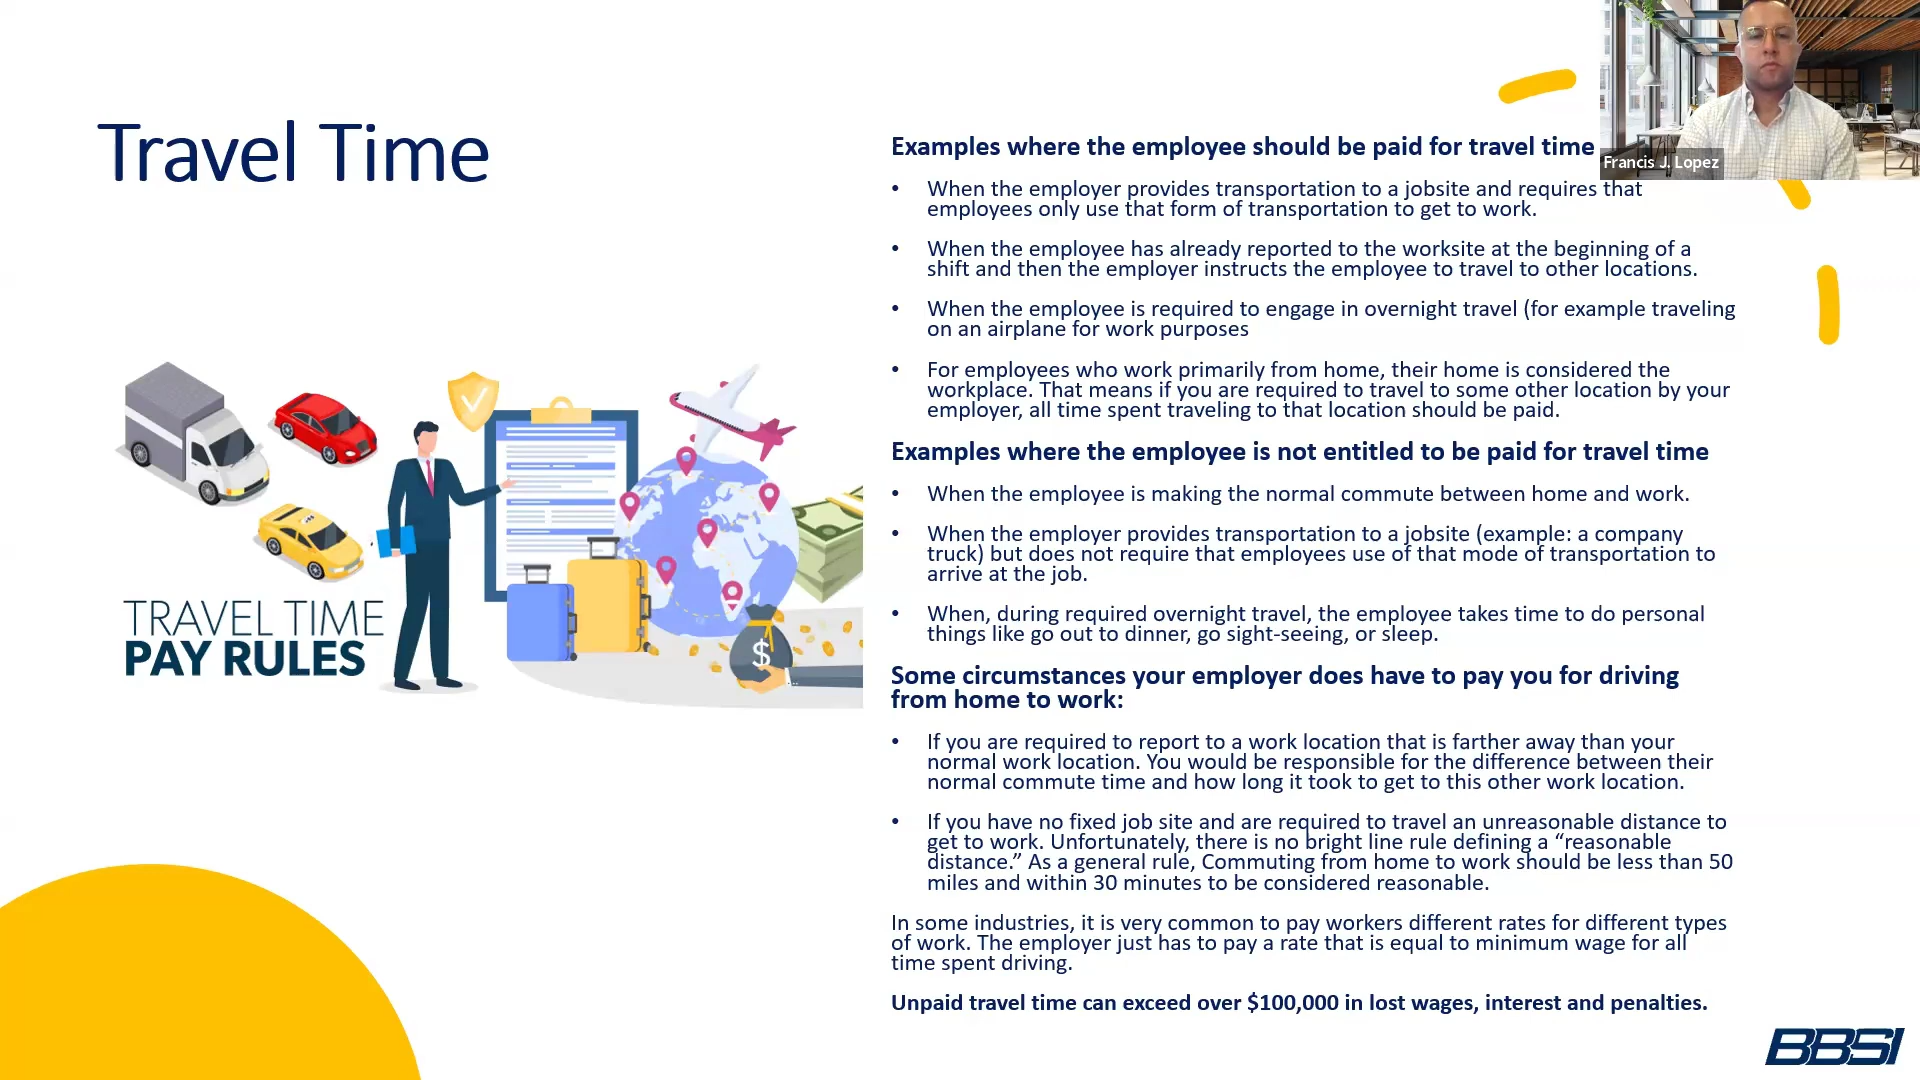 Travel Time
TRAVEL TIME
PAY RULES
$
Francis J. Lopez
Examples where the employee should be paid for travel time
• When the employer provides transportation to a jobsite and requires that
employees only use that form of transportation to get to work.
• When the employee has already reported to the worksite at the beginning of a
shift and then the employer instructs the employee to travel to other locations.
• When the employee is required to engage in overnight travel (for example traveling
on an airplane for work purposes
• For employees who work primarily from home, their home is considered the
workplace. That means if you are required to travel to some other location by your
employer, all time spent traveling to that location should be paid.
Examples where the employee is not entitled to be paid for travel time
• When the employee is making the normal commute between home and work.
• When the employer provides transportation to a jobsite (example: a company
truck) but does not require that employees use of that mode of transportation to
arrive at the job.
• When, during required overnight travel, the employee takes time to do personal
things like go out to dinner, go sight-seeing, or sleep.
Some circumstances your employer does have to pay you for driving
from home to work:
• If you are required to report to a work location that is farther away than your
normal work location. You would be responsible for the difference between their
normal commute time and how long it took to get to this other work location.
• If you have no fixed job site and are required to travel an unreasonable distance to
get to work. Unfortunately, there is no bright line rule defining a “reasonable
distance.” As a general rule, Commuting from home to work should be less than 50
miles and within 30 minutes to be considered reasonable.
In some industries, it is very common to pay workers different rates for different types
of work. The employer just has to pay a rate that is equal to minimum wage for all
time spent driving.
Unpaid travel time can exceed over $100,000 in lost wages, interest and penalties.
BBSI